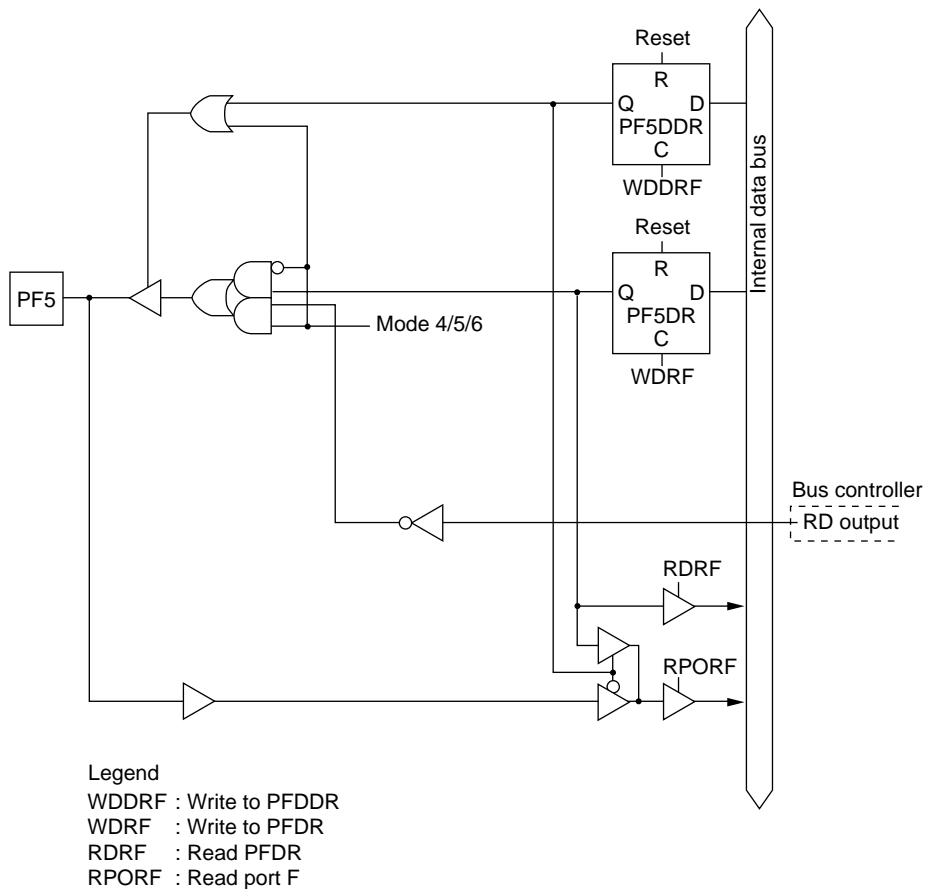 Reset
R
Q D
PF5DDR
C
WDDRF
Reset
R
Q D
PF5DR
C
WDRF
Internal data bus
PF5
Mode 4/5/6
Bus controller
RD output
RDRF
RPORF
Legend
WDDRF : Write to PFDDR
WDRF : Write to PFDR
RDRF : Read PFDR
RPORF : Read port F